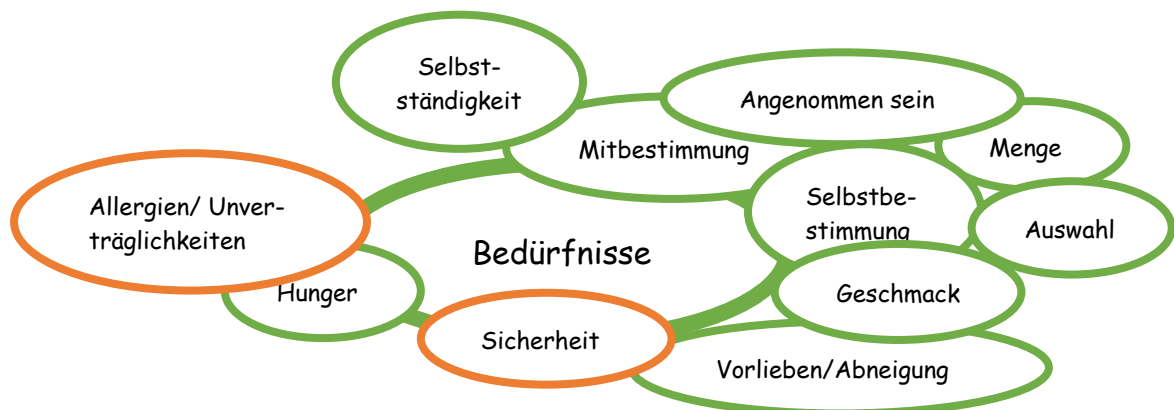 Selbst-
ständigkeit
Angenommen sein
Mitbestimmung
Menge
Allergien/ Unver-
träglichkeiten
Selbstbe-
stimmung
Auswahl
Bedürfnisse
Hunger
Geschmack
Sicherheit
Vorlieben/Abneigung